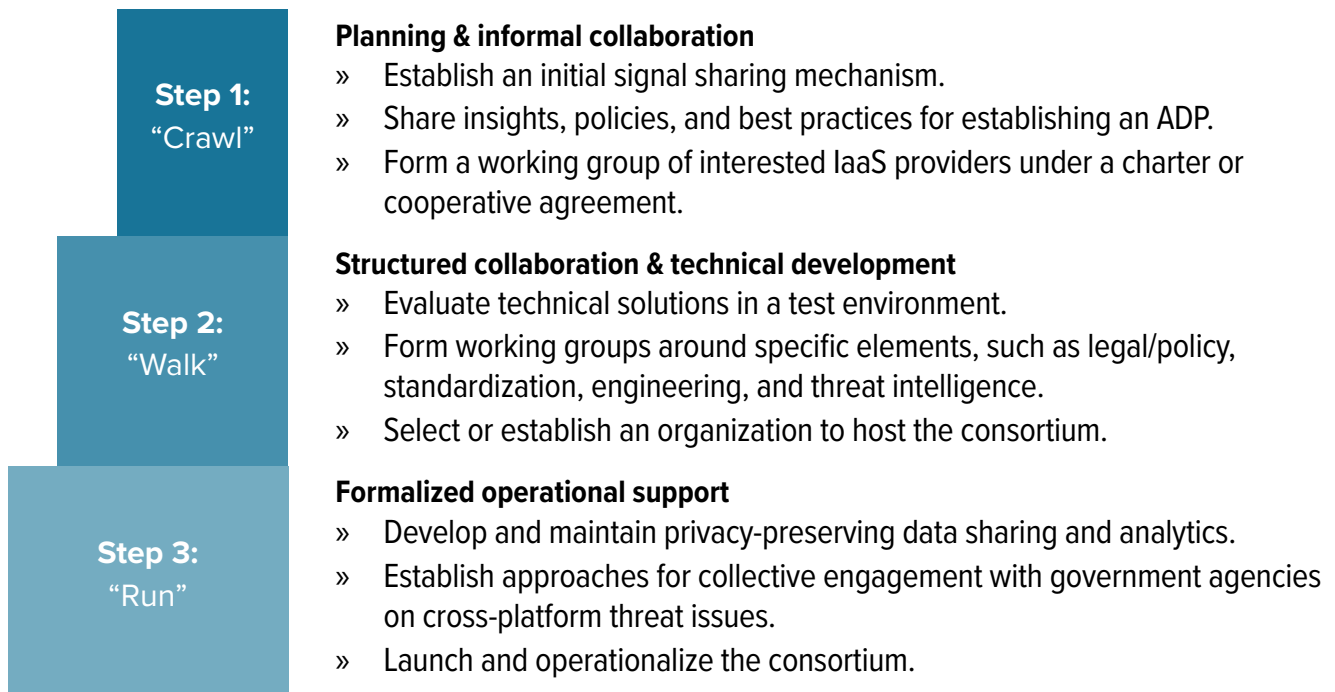 Step 1:
“Crawl”
Planning & informal collaboration
» Establish an initial signal sharing mechanism.
» Share insights, policies, and best practices for establishing an ADP.
» Form a working group of interested IaaS providers under a charter or
cooperative agreement.
Step 2:
“Walk”
Structured collaboration & technical development
» Evaluate technical solutions in a test environment.
» Form working groups around specific elements, such as legal/policy,
standardization, engineering, and threat intelligence.
» Select or establish an organization to host the consortium.
Step 3:
“Run”
Formalized operational support
» Develop and maintain privacy-preserving data sharing and analytics.
» Establish approaches for collective engagement with government agencies
on cross-platform threat issues.
» Launch and operationalize the consortium.